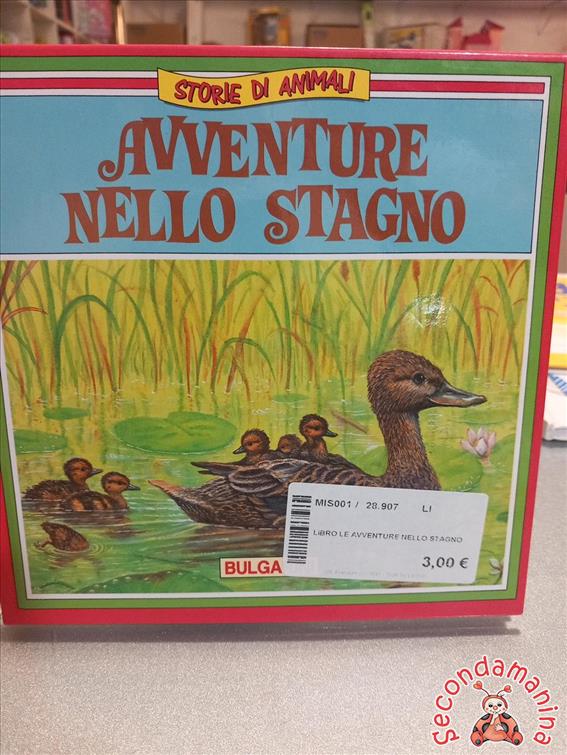 STORIE DI ANIMALI
AVVENTURE
NELLO STAGNO
MIS001 / 28.907 LI
LIBRO LE AVVENTURE NELLO STAGNO
3,00 €
BULGA
Secondamanina